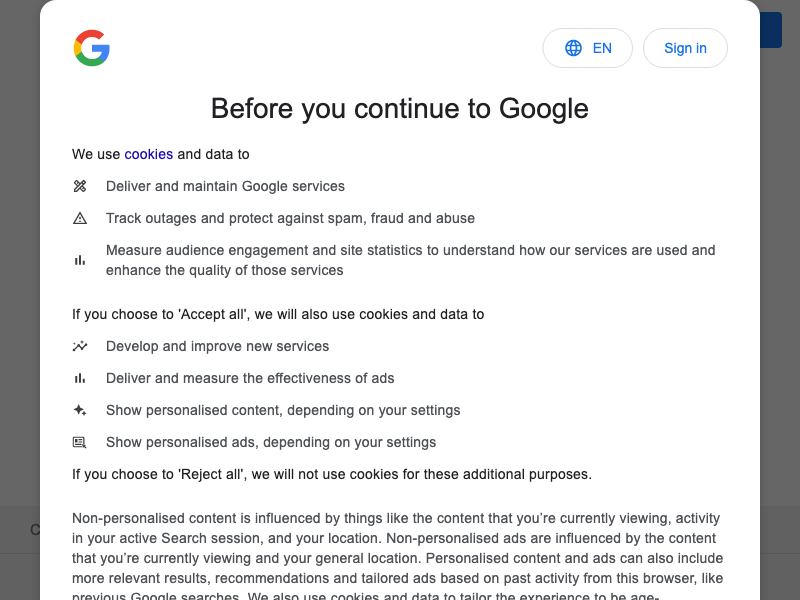 EN
Sign in
Before you continue to Google
We use cookies and data to
Deliver and maintain Google services
Track outages and protect against spam, fraud and abuse
Measure audience engagement and site statistics to understand how our services are used and
enhance the quality of those services
If you choose to 'Accept all', we will also use cookies and data to
Develop and improve new services
Deliver and measure the effectiveness of ads
Show personalised content, depending on your settings
Show personalised ads, depending on your settings
If you choose to 'Reject all', we will not use cookies for these additional purposes.
Non-personalised content is influenced by things like the content that you’re currently viewing, activity
in your active Search session, and your location. Non-personalised ads are influenced by the content
that you’re currently viewing and your general location. Personalised content and ads can also include
more relevant results, recommendations and tailored ads based on past activity from this browser, like
previous Google searches. We also use cookies and data to tailor the experience to be age-